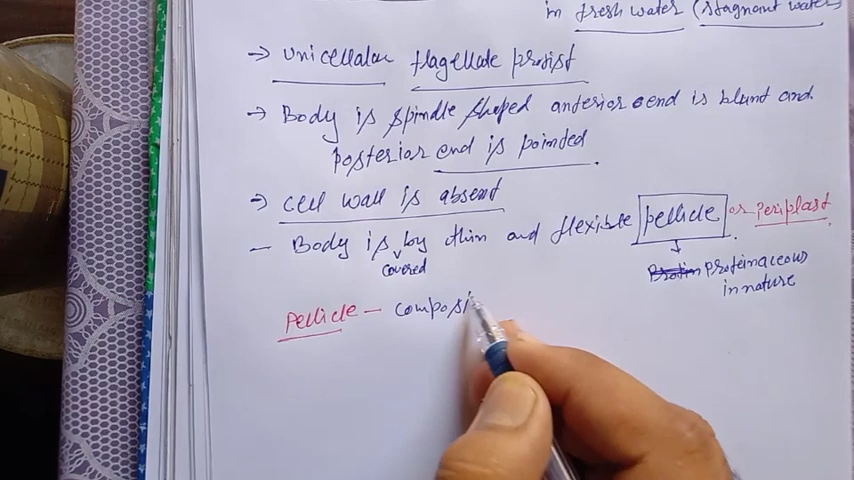 in fresh water (stagnant water)
→ unicellular flagellate protist
→ Body is spindle shaped anterior end is blunt and
posterior end is pointed.
→ cell wall is absent
— Body is by thin and flexible pellicle or periplast.
covered
proteinaceous
in nature
Pellicle — composi